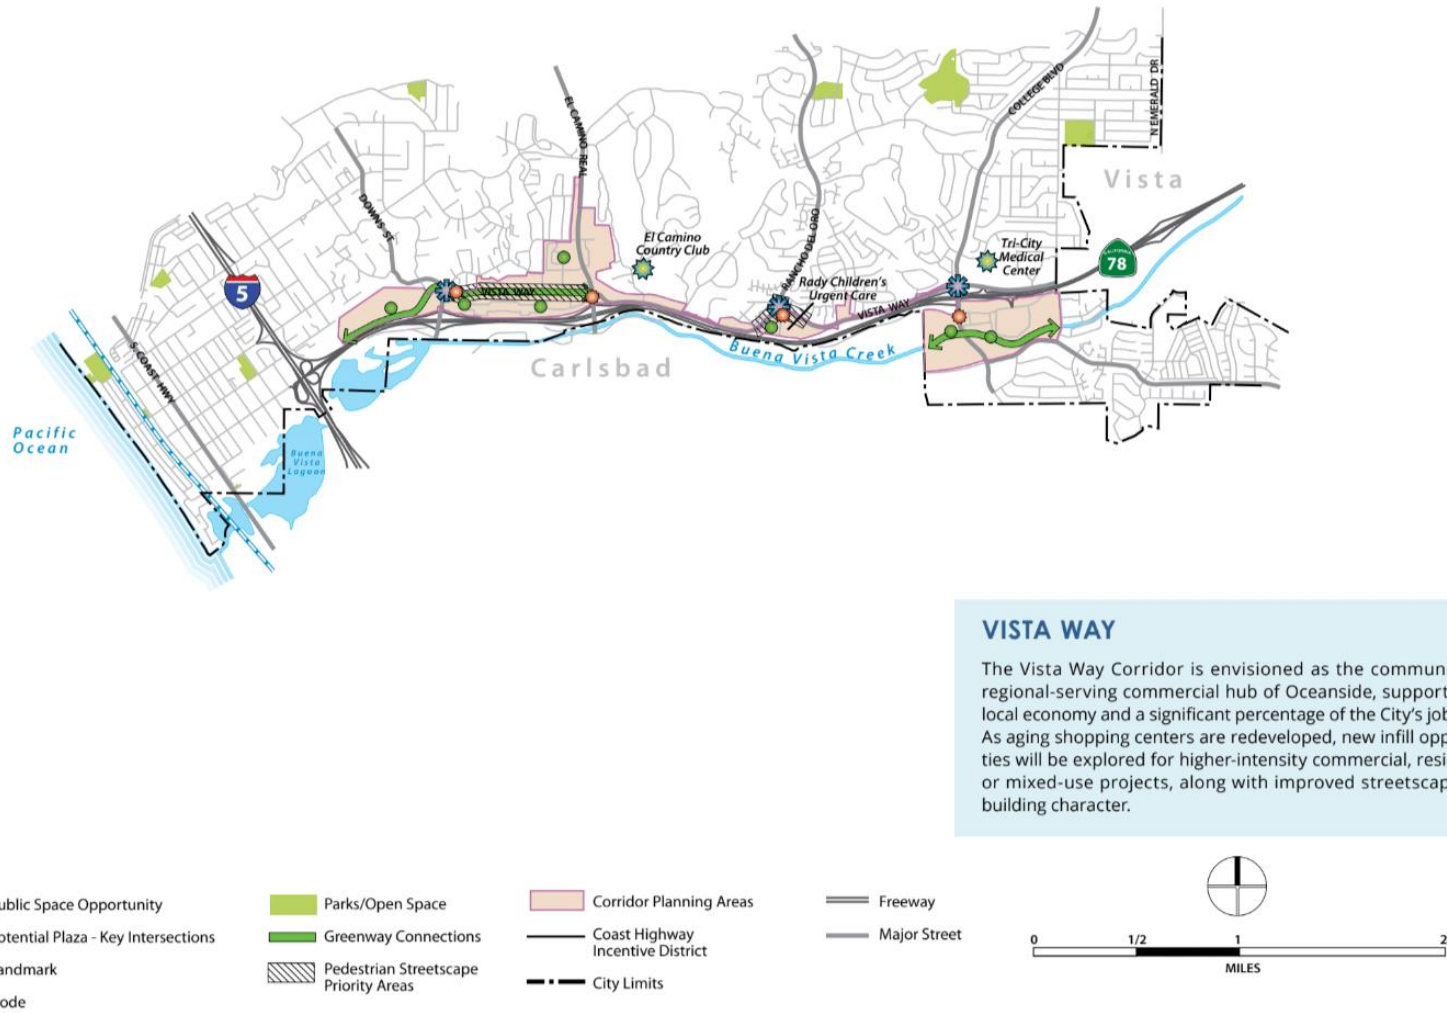 N EMERALD DR
COLLEGE BLVD
EL CAMINO REAL
Vista
DOWNS ST.
RANCHO DEL ORO
El Camino
Country Club
Tri-City
Medical
Center
CALIFORNIA
78
5
Rady Children's
Urgent Care
VISTA WAY
VISTA WAY
S. COAST HWY
Carlsbad
Buena Vista Creek
Pacific
Ocean
Buena
Vista
Lagoon
VISTA WAY
The Vista Way Corridor is envisioned as the commun
regional-serving commercial hub of Oceanside, support
local economy and a significant percentage of the City's job
As aging shopping centers are redeveloped, new infill opp
ties will be explored for higher-intensity commercial, resi
or mixed-use projects, along with improved streetscap
building character.
ublic Space Opportunity
otential Plaza - Key Intersections
andmark
ode
Parks/Open Space
Greenway Connections
Pedestrian Streetscape
Priority Areas
Corridor Planning Areas
Coast Highway
Incentive District
City Limits
Freeway
Major Street
0 1/2 1 2
MILES